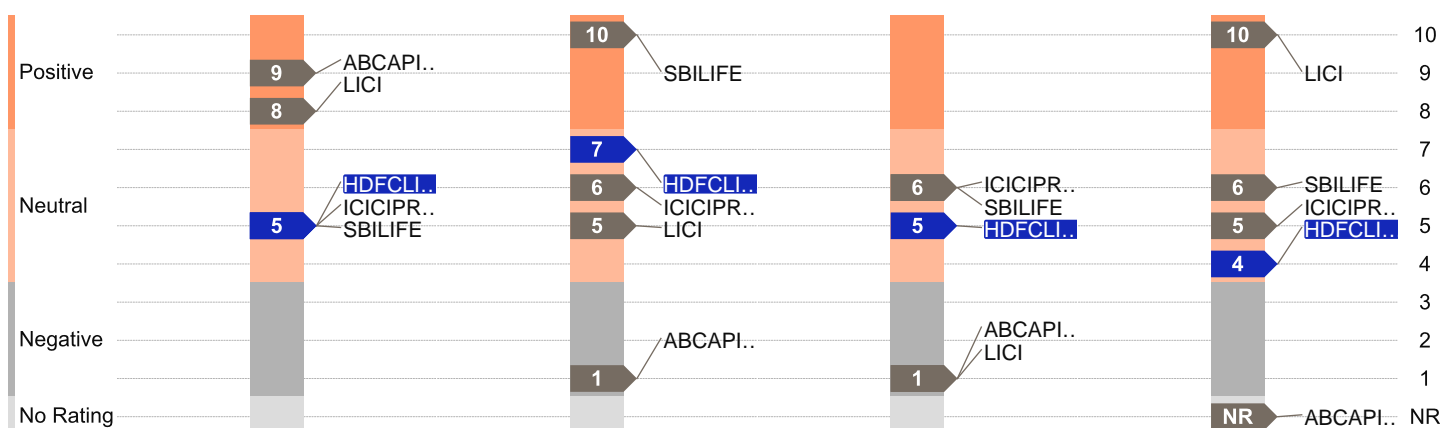 10 10 10
Positive 9 ABCAPI.. SBILIFE LICI 9
8 LICI 8
7 7
HDFCLI.. HDFCLI.. 6 ICICIPR.. 6 SBILIFE 6
Neutral ICICIPR.. 6 ICICIPR.. SBILIFE ICICIPR..
5 SBILIFE 5 LICI 5 HDFCLI.. 5 HDFCLI.. 5
4 4
3
Negative ABCAPI.. ABCAPI.. 2
LICI
1 1 1
No Rating NR ABCAPI.. NR